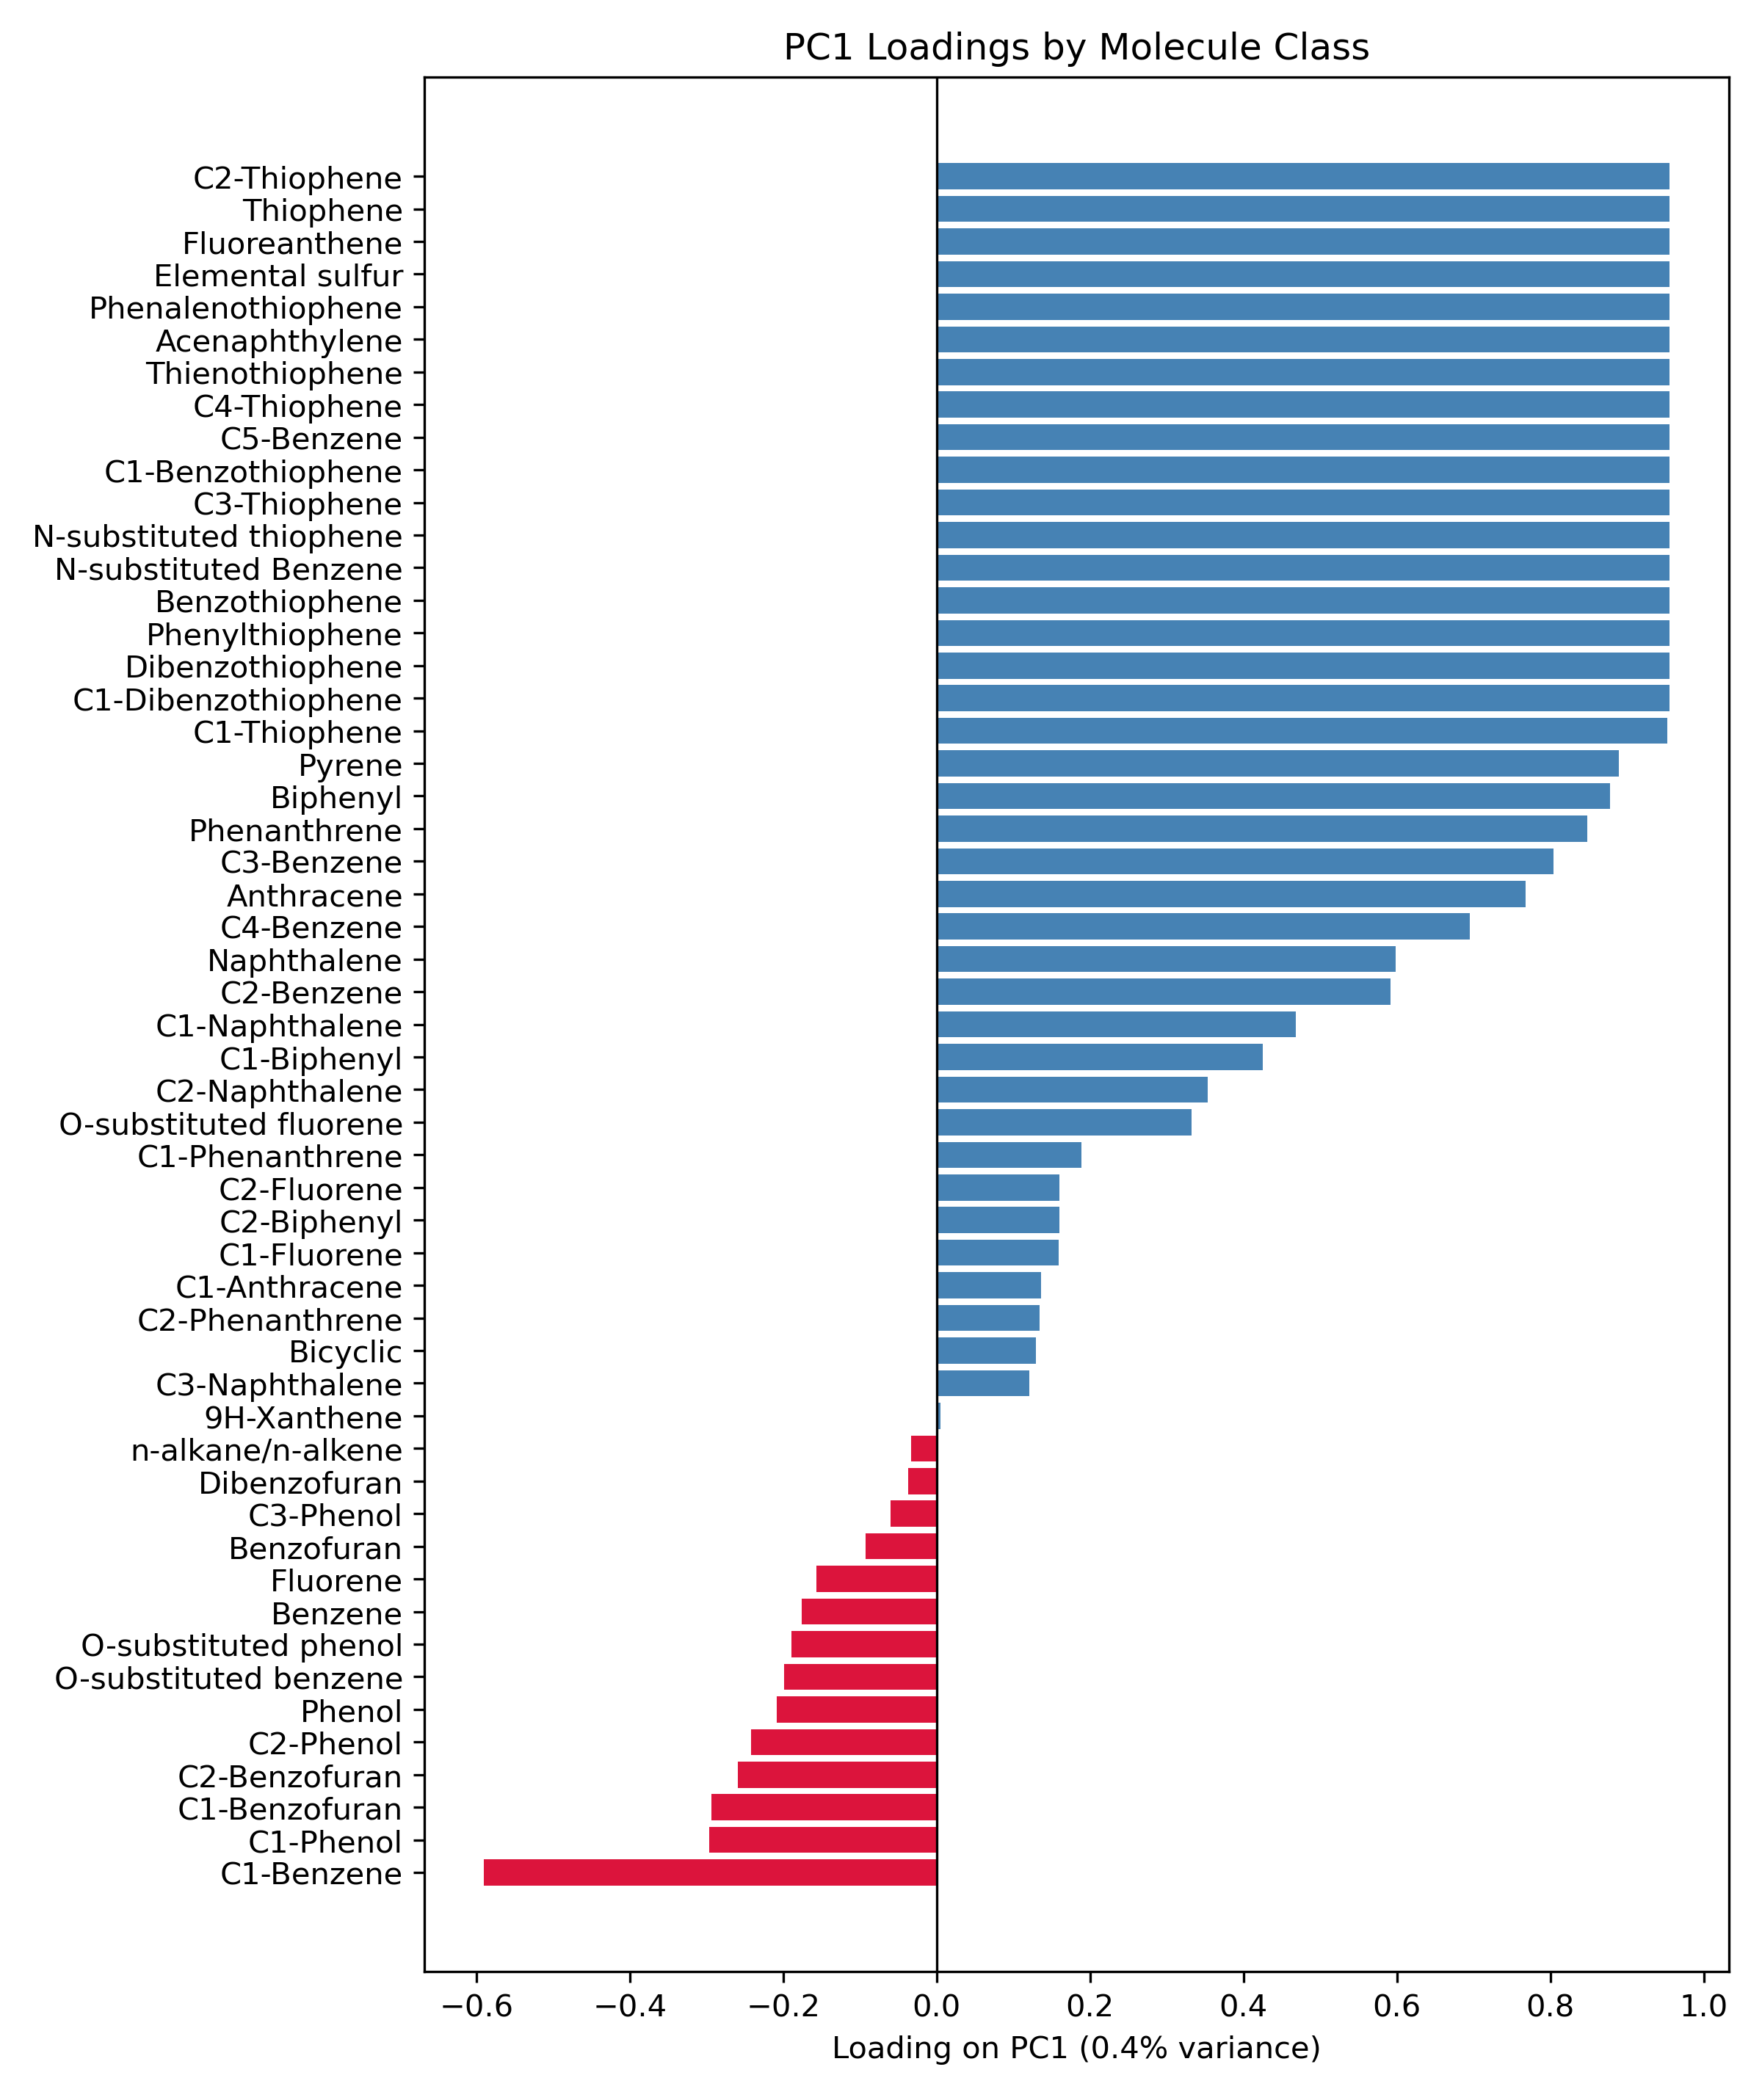 PC1 Loadings by Molecule Class
C2-Thiophene
Thiophene
Fluoreanthene
Elemental sulfur
Phenalenothiophene
Acenaphthylene
Thienothiophene
C4-Thiophene
C5-Benzene
C1-Benzothiophene
C3-Thiophene
N-substituted thiophene
N-substituted Benzene
Benzothiophene
Phenylthiophene
Dibenzothiophene
C1-Dibenzothiophene
C1-Thiophene
Pyrene
Biphenyl
Phenanthrene
C3-Benzene
Anthracene
C4-Benzene
Naphthalene
C2-Benzene
C1-Naphthalene
C1-Biphenyl
C2-Naphthalene
O-substituted fluorene
C1-Phenanthrene
C2-Fluorene
C2-Biphenyl
C1-Fluorene
C1-Anthracene
C2-Phenanthrene
Bicyclic
C3-Naphthalene
9H-Xanthene
n-alkane/n-alkene
Dibenzofuran
C3-Phenol
Benzofuran
Fluorene
Benzene
O-substituted phenol
O-substituted benzene
Phenol
C2-Phenol
C2-Benzofuran
C1-Benzofuran
C1-Phenol
C1-Benzene
−0.6 −0.4 −0.2 0.0 0.2 0.4 0.6 0.8 1.0
Loading on PC1 (0.4% variance)